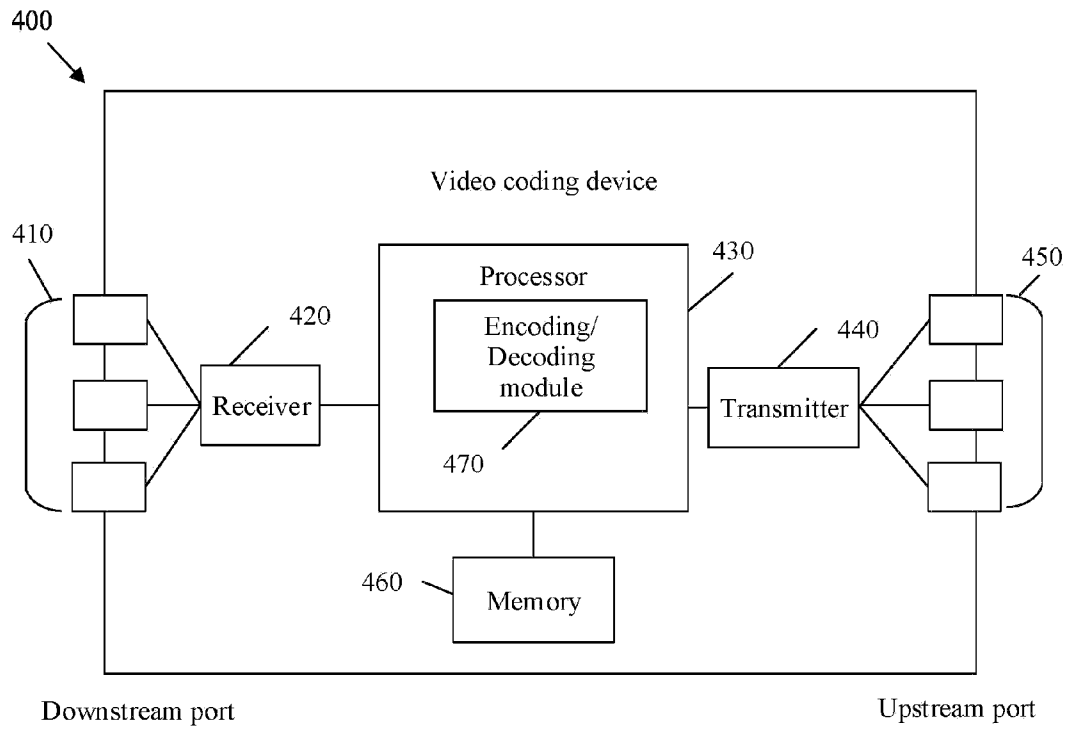 400
Video coding device
410
430
450
Processor
420
Encoding/
Decoding
module
440
Receiver
Transmitter
470
460
Memory
Downstream port
Upstream port